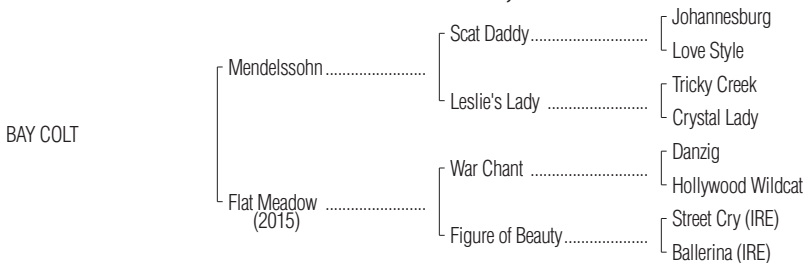 Johannesburg
Scat Daddy..............................
Love Style
Mendelssohn .........................
Tricky Creek
Leslie's Lady .........................
Crystal Lady
BAY COLT
Danzig
War Chant .............................
Hollywood Wildcat
Flat Meadow .........................
(2015)
Street Cry (IRE)
Figure of Beauty.....................
Ballerina (IRE)